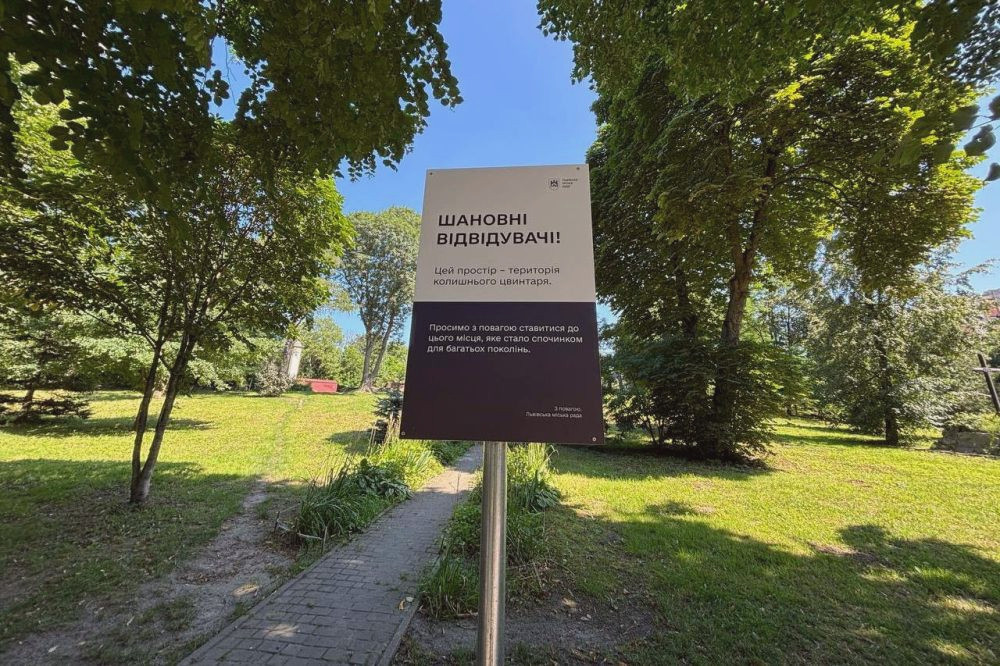 ШАНОВНІ
ВІДВІДУВАЧІ!
Цей простір – територія
колишнього цвинтаря.
Просимо з повагою ставитися до
цього місця, яке стало спочинком
для багатьох поколінь.
З повагою,
Львівська міська рада